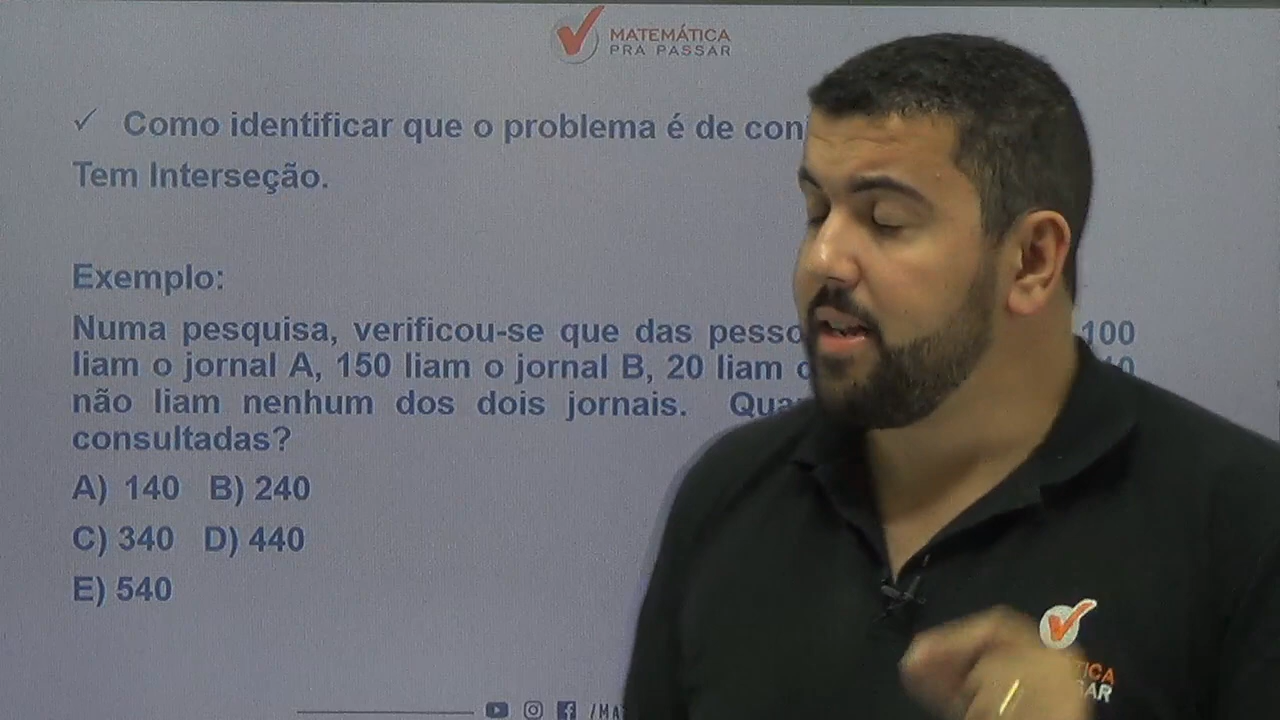 MATEMÁTICA
PRA PASSAR
✓ Como identificar que o problema é de con
Tem Interseção.
Exemplo:
Numa pesquisa, verificou-se que das 100
liam o jornal A, 150 liam o jornal B, 20 liam
não liam nenhum dos dois jornais.
consultadas?
A) 140 B) 240
C) 340 D) 440
E) 540